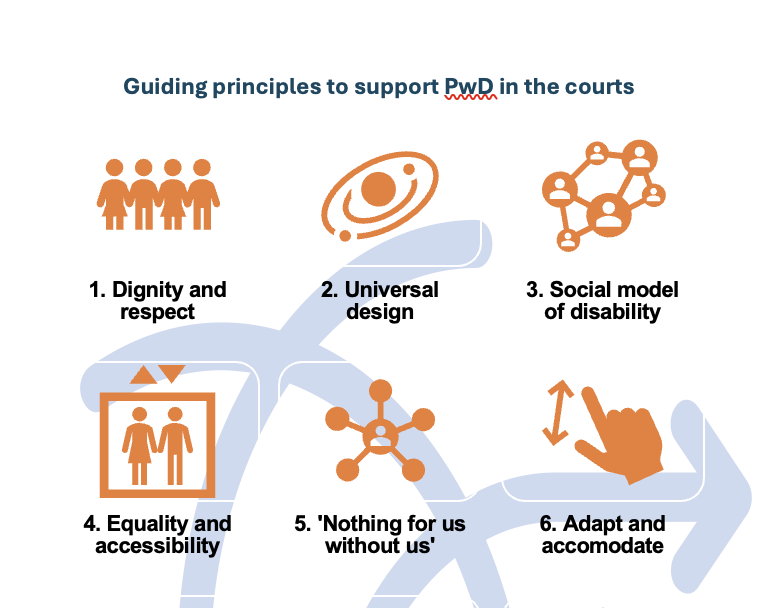 Guiding principles to support PwD in the courts
1. Dignity and
respect
2. Universal
design
3. Social model
of disability
4. Equality and
accessibility
5. 'Nothing for us
without us'
6. Adapt and
accomodate